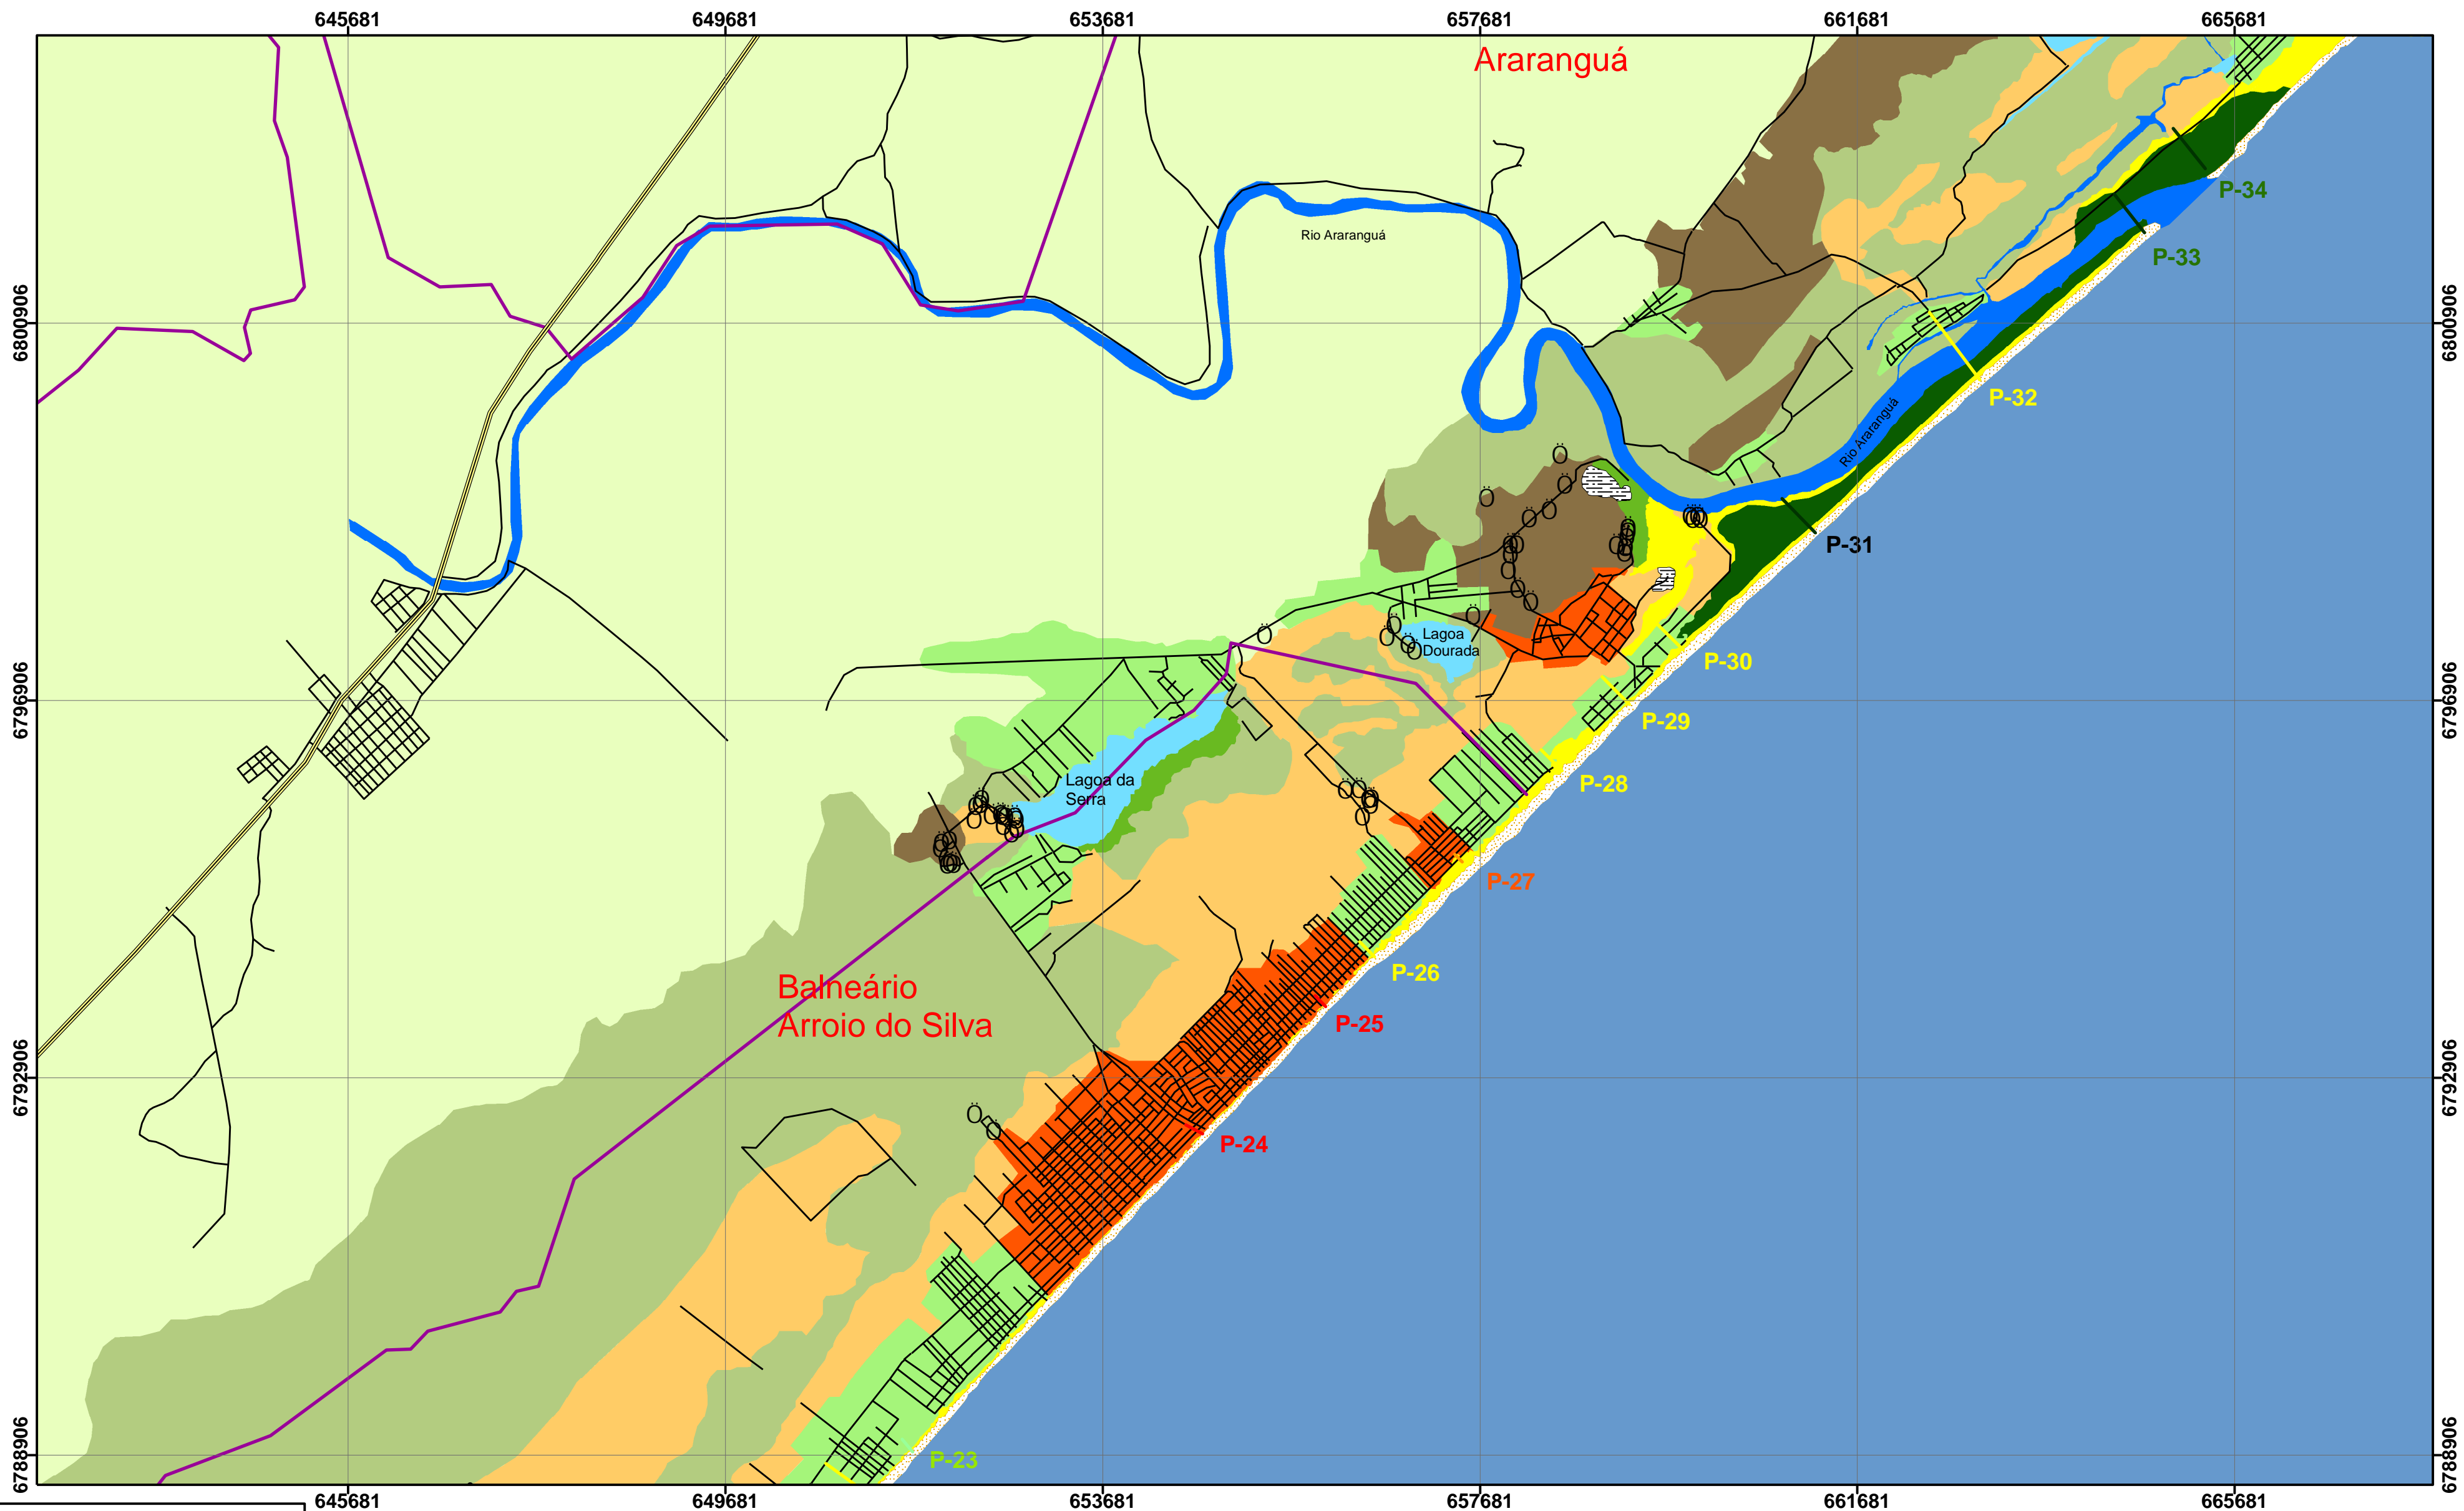 645681 649681 653681 657681 661681 665681
Araranguá
P-34
Rio Araranguá
P-33
6800906 6800906
P-32
Rio Araranguá
P-31
Lagoa
Dourada
P-30
6796906 6796906
P-29
Lagoa da
Serra
P-28
P-27
P-26
Balneário
Arroio do Silva
P-25
6792906 6792906
P-24
6788906 6788906
P-23
645681 649681 653681 657681 661681 665681